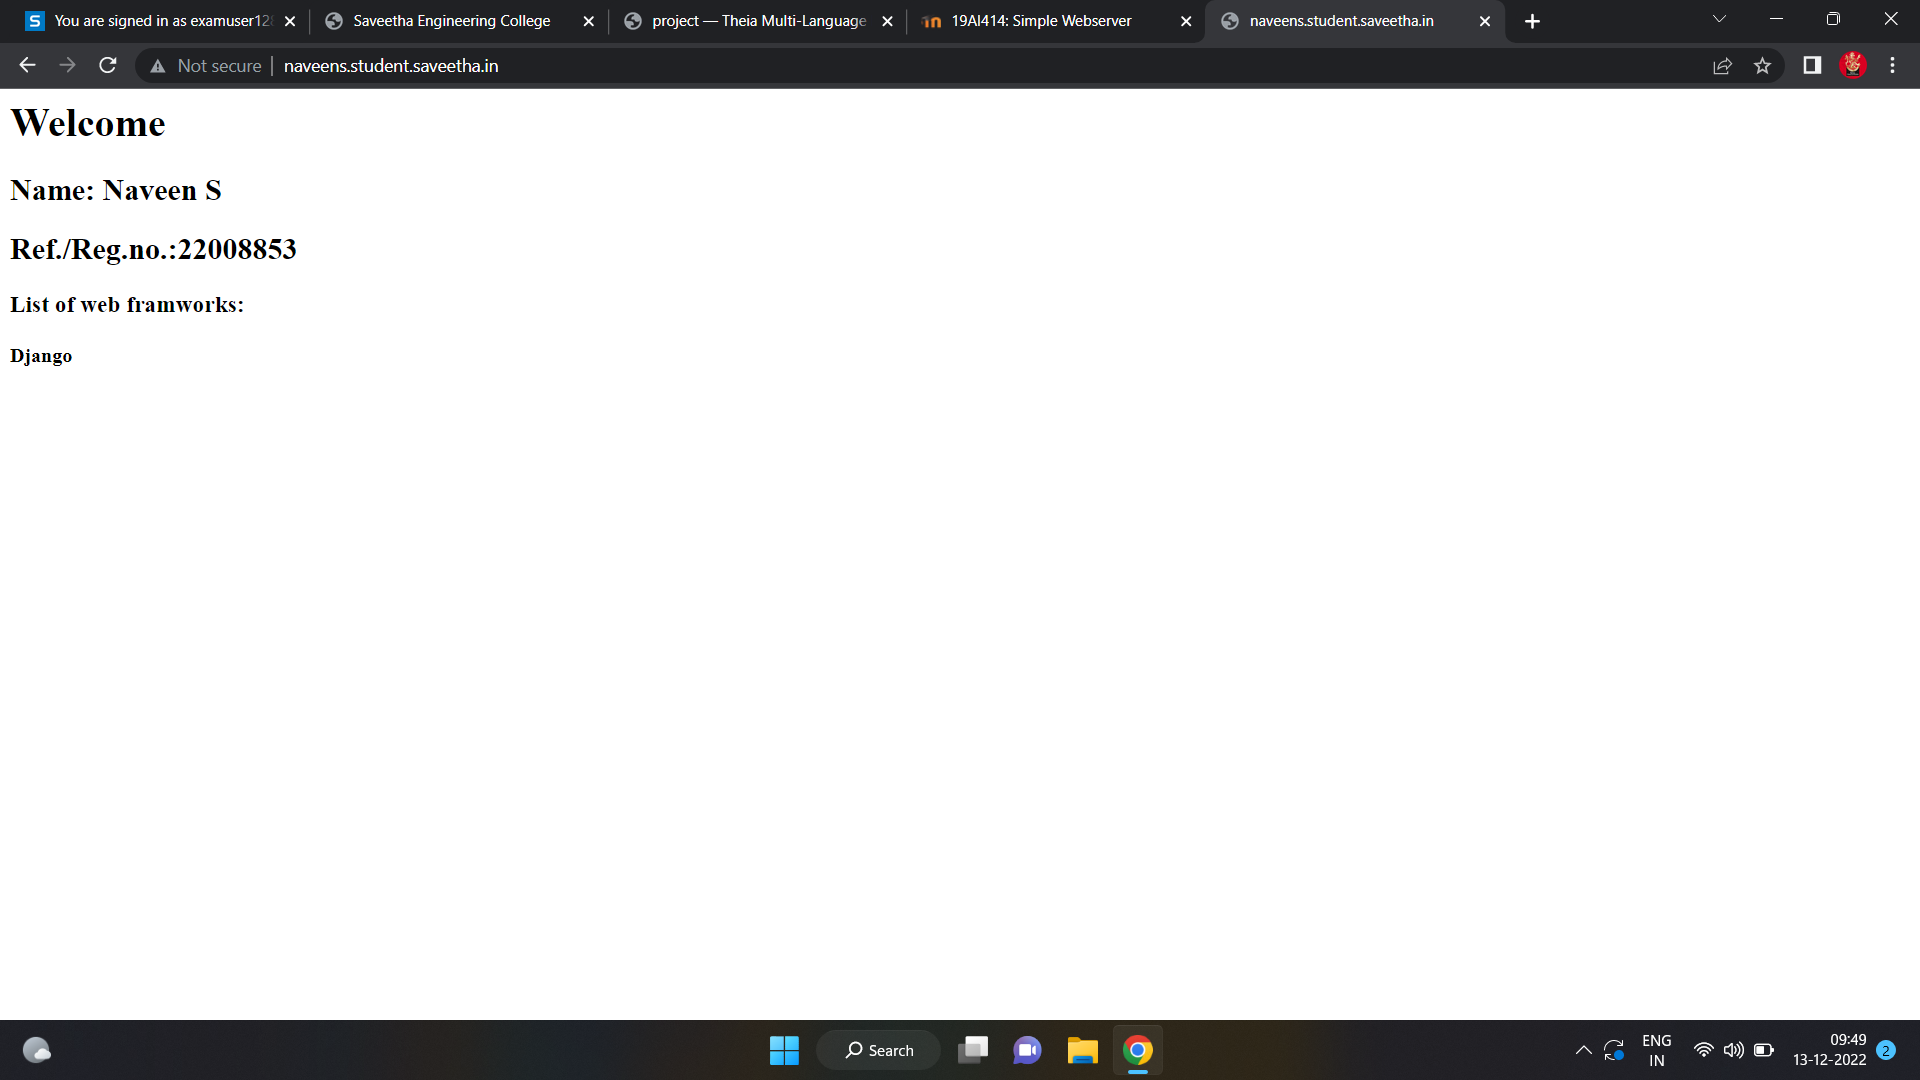 You are signed in as examuser128
Saveetha Engineering College
project — Theia Multi-Language
19AI414: Simple Webserver
naveens.student.saveetha.in
Not secure
naveens.student.saveetha.in
Welcome
Name: Naveen S
Ref./Reg.no.:22008853
List of web framworks:
Django
Search
ENG
IN
09:49
13-12-2022
2